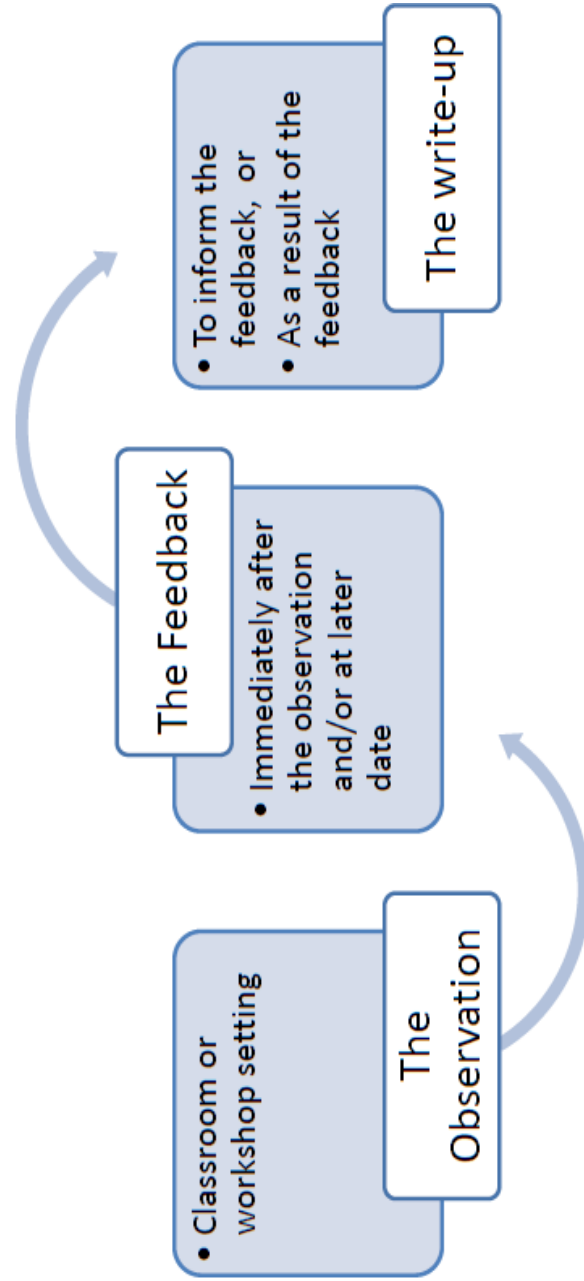 • Classroom or
workshop setting
The
Observation
The Feedback
• Immediately after
the observation
and/or at later
date
• To inform the
feedback, or
• As a result of the
feedback
The write-up